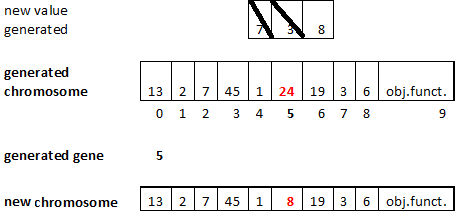 new value
generated 7 3 8
generated
chromosome 13 2 7 45 1 24 19 3 6 obj.funct.
0 1 2 3 4 5 6 7 8 9
generated gene 5
new chromosome 13 2 7 45 1 8 19 3 6 obj.funct.